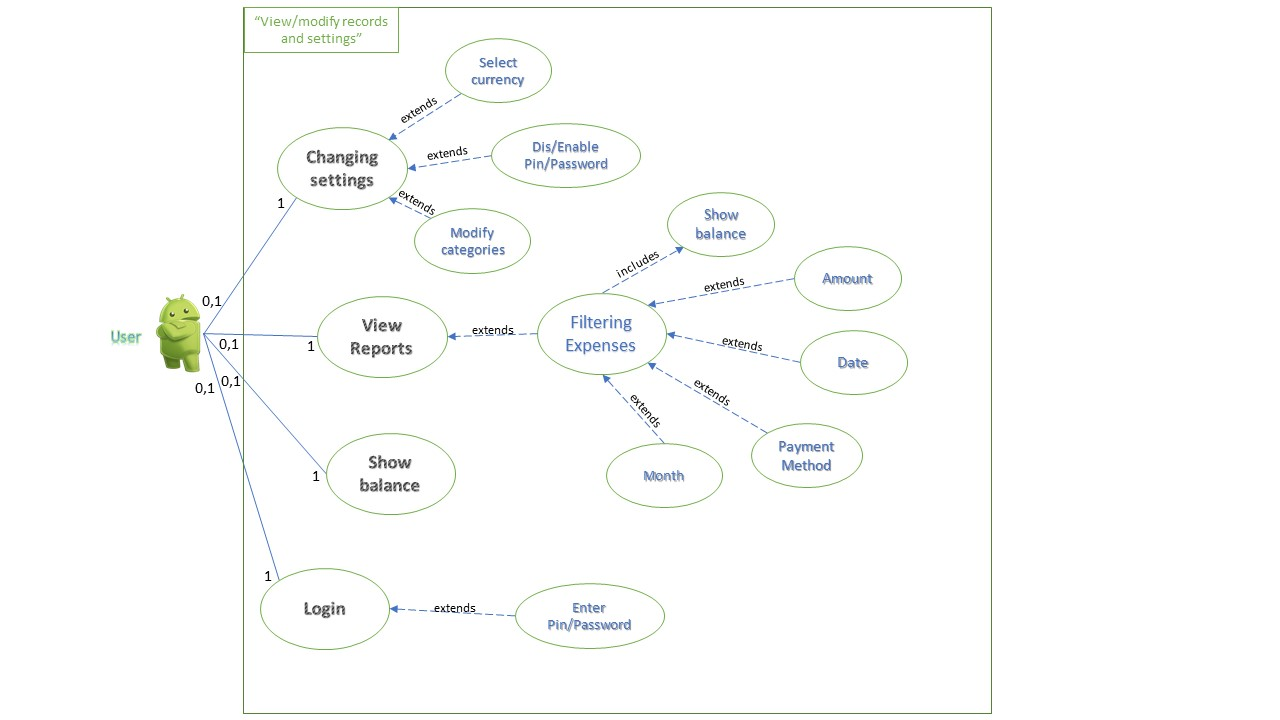 “View/modify records
and settings”
Select
currency
extends
Dis/Enable
Pin/Password
extends
Changing
settings
extends
Modify
categories
1
Show
balance
includes
Amount
extends
0,1
User
View
Reports
1
extends
Filtering
Expenses
extends
Date
0,1
0,1
0,1
extends
extends
Payment
Method
Month
Show
balance
1
1
Login
extends
Enter
Pin/Password